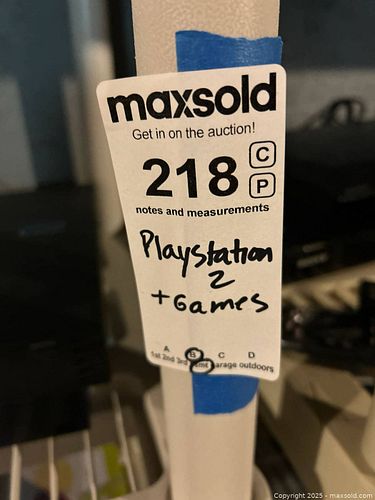 maxsold
Get in on the auction!
218 C
P
notes and measurements
Playstation
2
+ Games
A B C D
1st 2nd 3rd bsmt garage outdoors
Copyright 2025 - maxsold.com